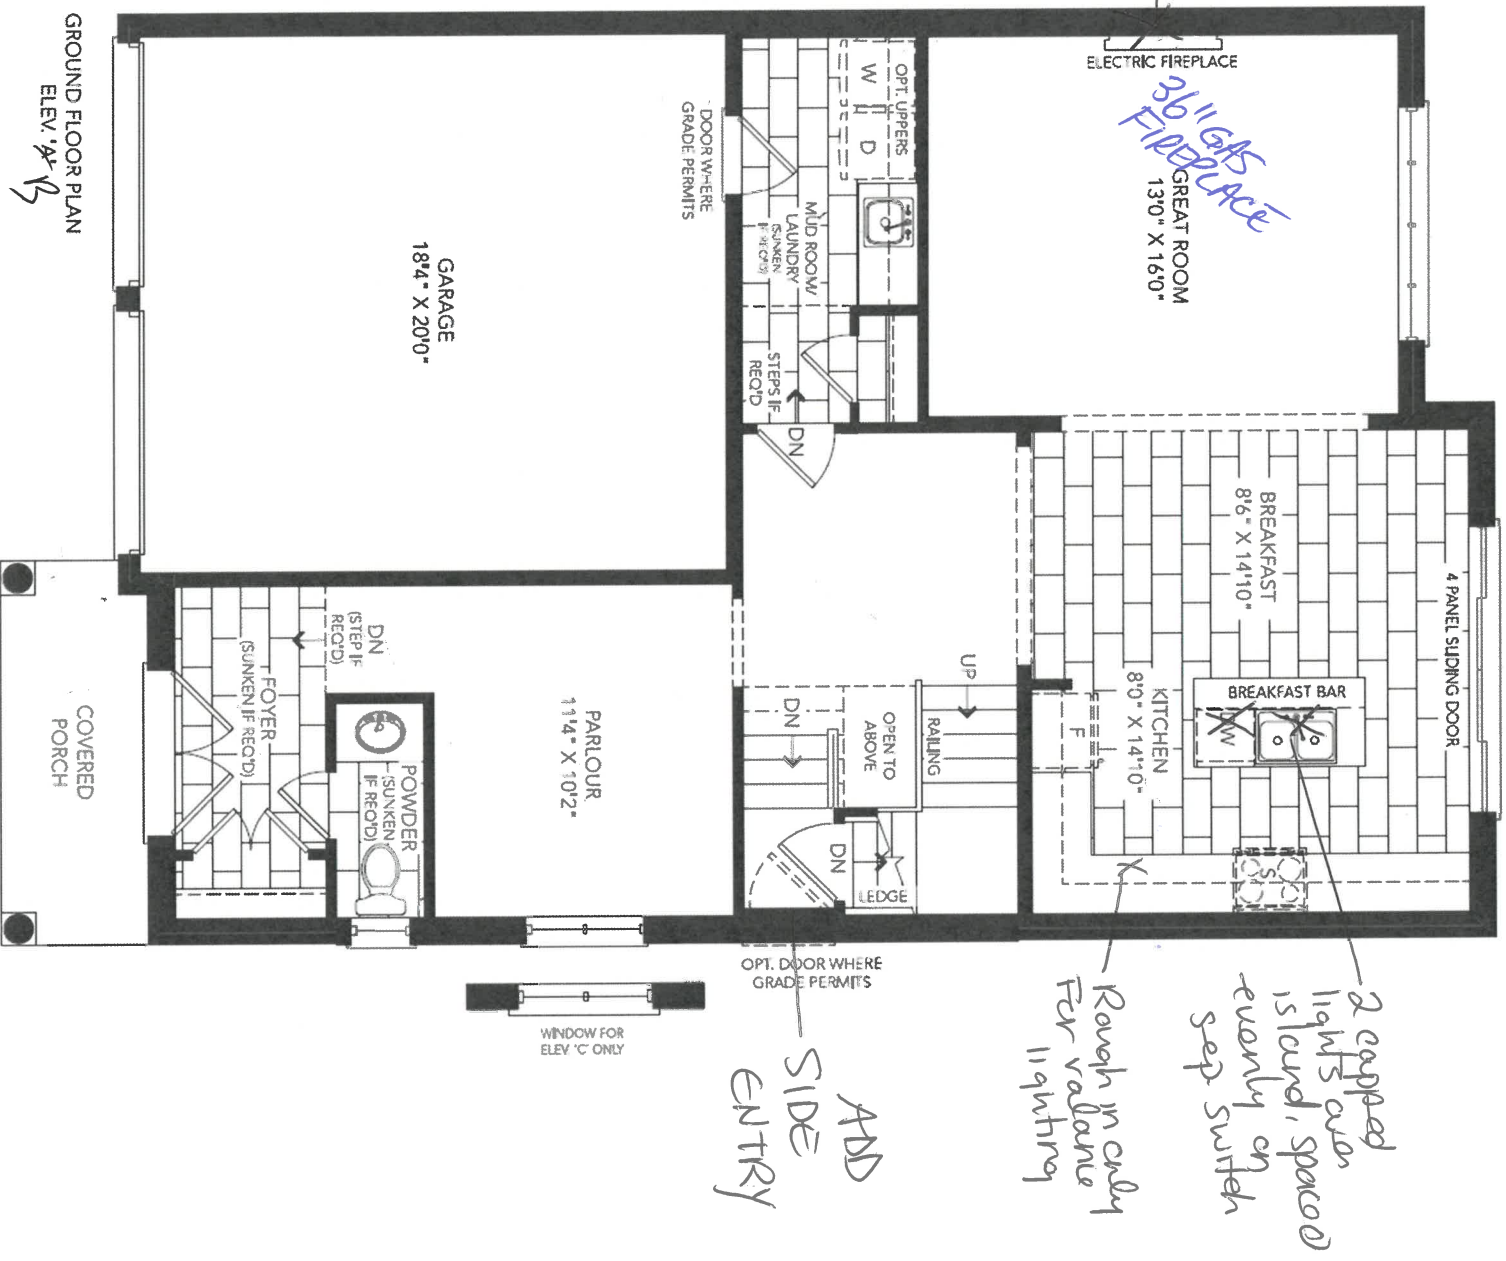 GROUND FLOOR PLAN
ELEV. 'A' B
ELECTRIC FIREPLACE
36" GAS
FIREPLACE
GREAT ROOM
13'0" X 16'0"
OPT. UPPERS
W
D
DOOR WHERE
GRADE PERMITS
MUD ROOM/
LAUNDRY
(SUNKEN
IF REQ'D)
STEPS IF
REQ'D
DN
GARAGE
18'4" X 20'0"
BREAKFAST
8'6" X 14'10"
4 PANEL SLIDING DOOR
BREAKFAST BAR
DW
KITCHEN
8'0" X 14'10"
F
S
UP
RAILING
OPEN TO
ABOVE
DN
DN
LEDGE
DN
(STEP IF
REQ'D)
FOYER
(SUNKEN IF REQ'D)
POWDER
(SUNKEN
IF REQ'D)
PARLOUR
11'4" X 10'2"
COVERED
PORCH
OPT. DOOR WHERE
GRADE PERMITS
WINDOW FOR
ELEV. 'C' ONLY
ADD
SIDE
ENTRY
Rough in only
For valance
lighting
2 capped
lights over
island, spaced
evenly on
sep switch